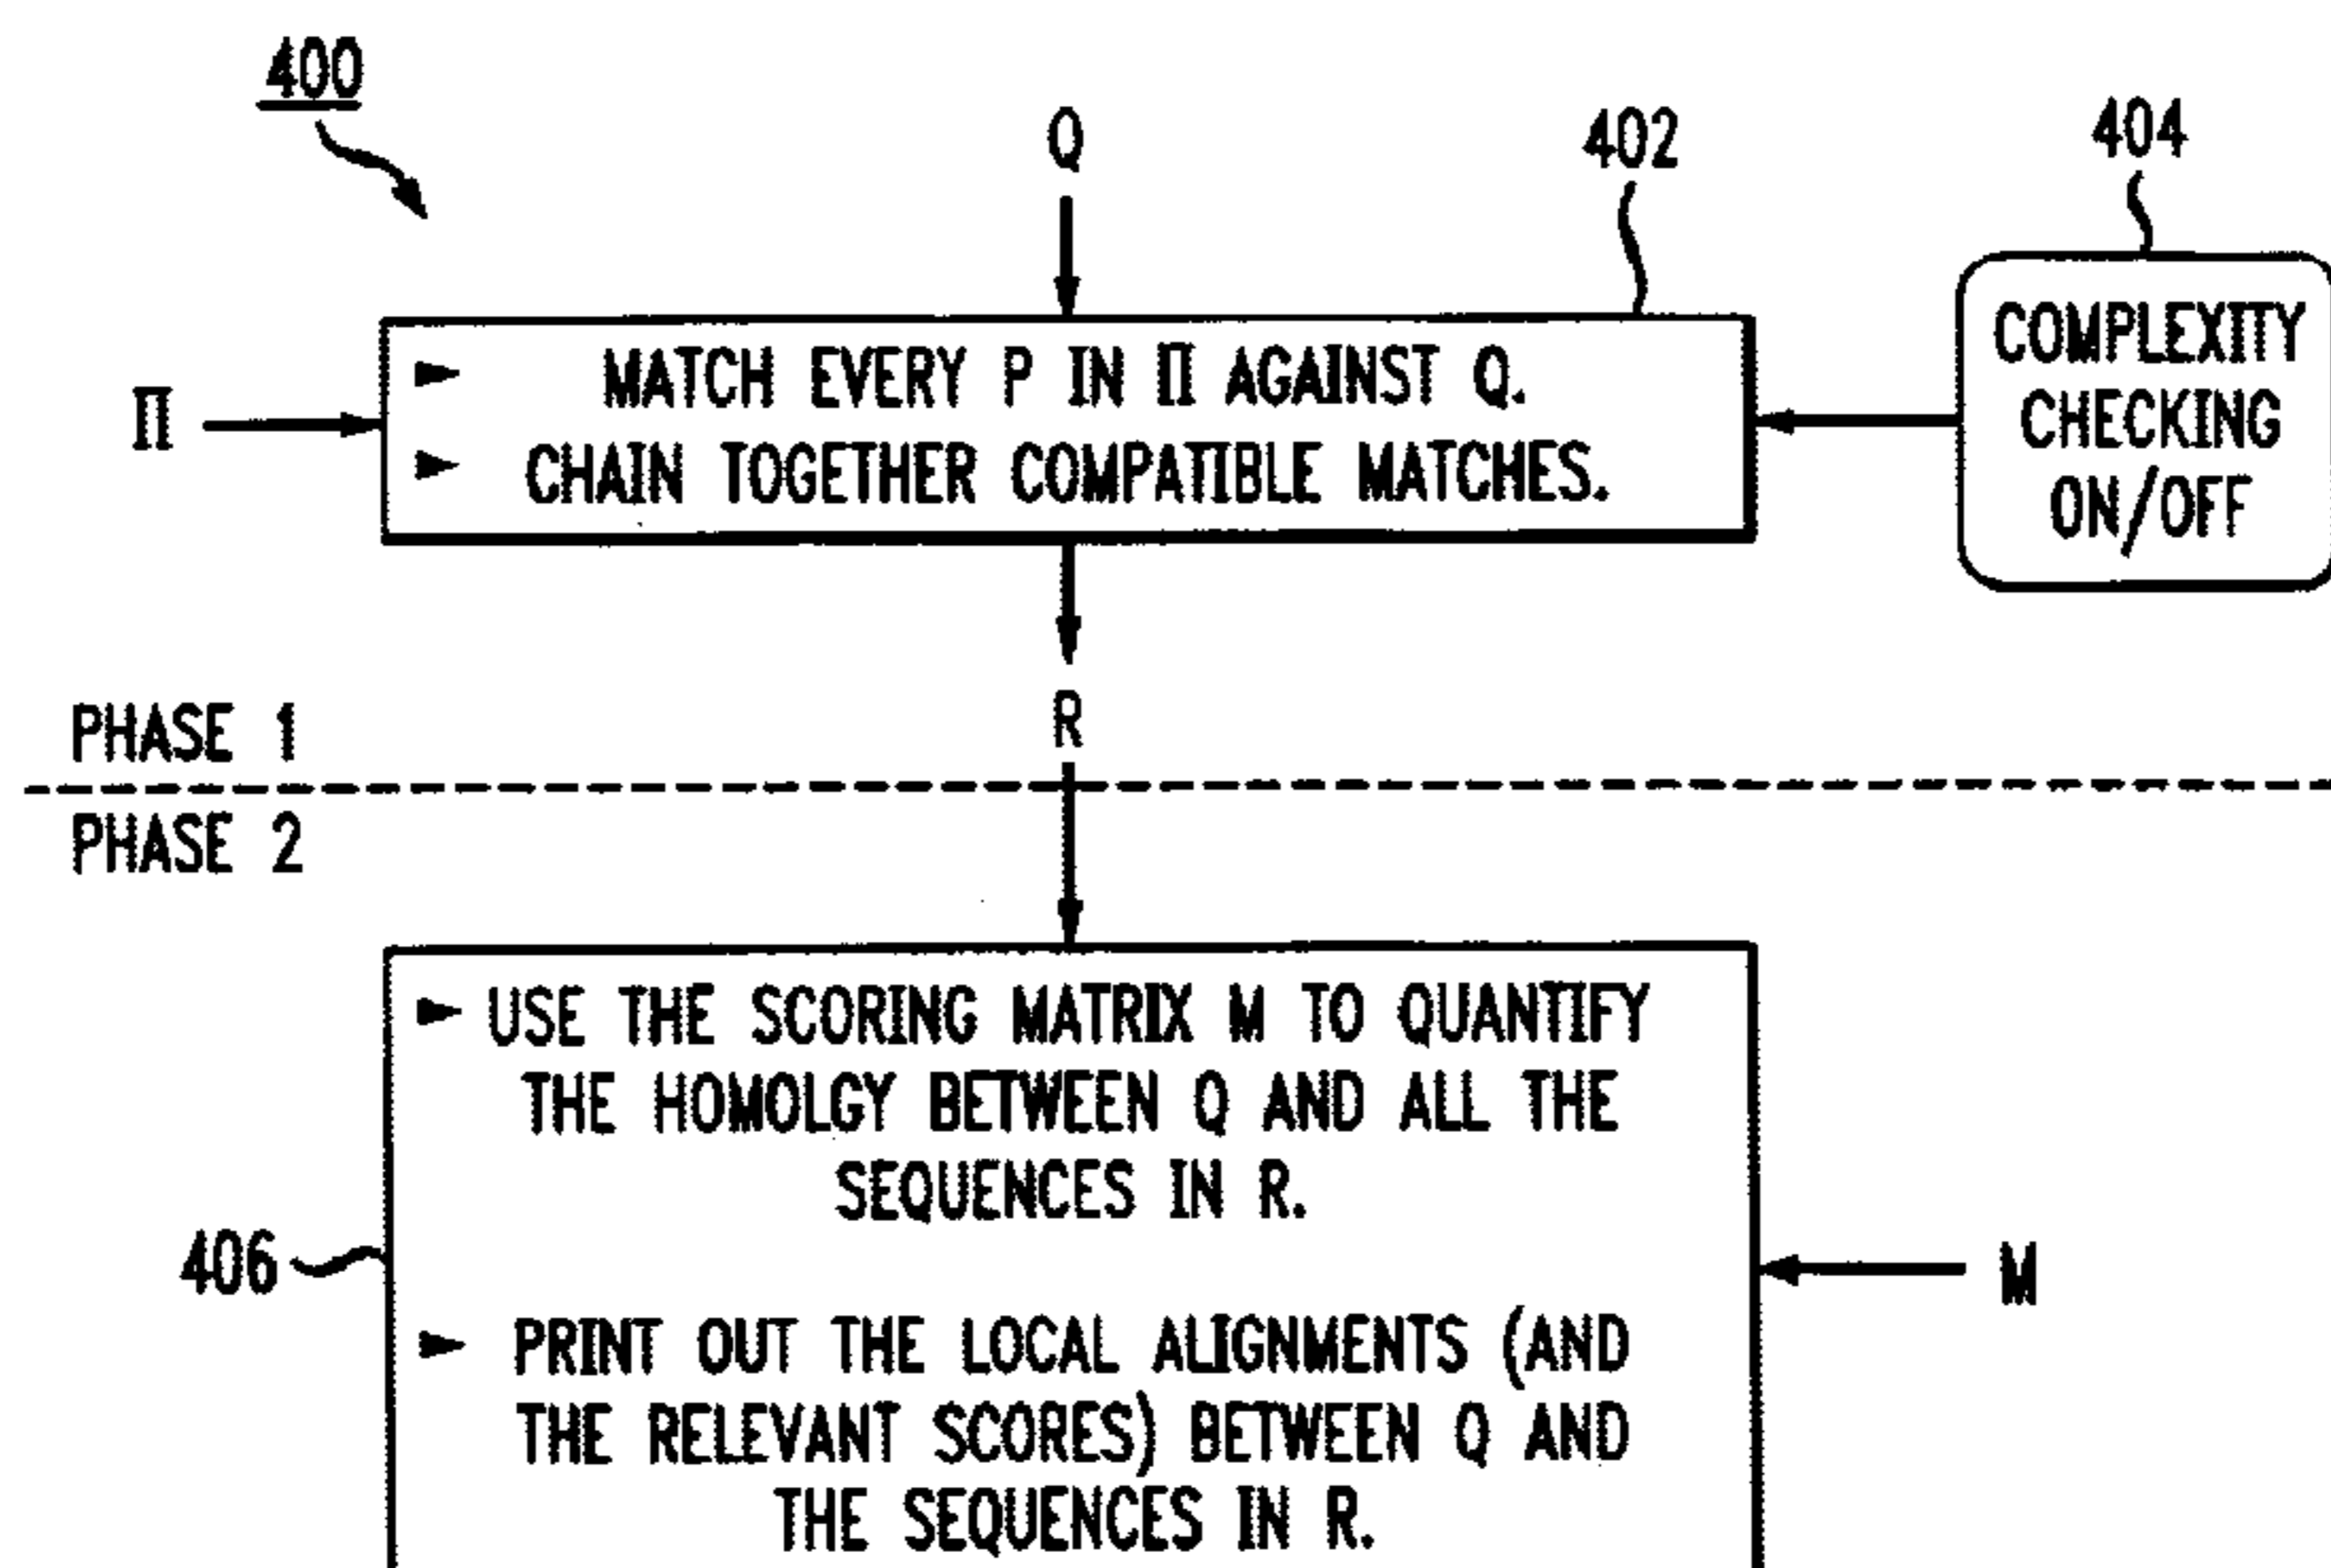 400
Q
402
404
Π
MATCH EVERY P IN Π AGAINST Q.
CHAIN TOGETHER COMPATIBLE MATCHES.
COMPLEXITY
CHECKING
ON/OFF
R
PHASE 1
PHASE 2
USE THE SCORING MATRIX M TO QUANTIFY
THE HOMOLGY BETWEEN Q AND ALL THE
SEQUENCES IN R.
406
M
PRINT OUT THE LOCAL ALIGNMENTS (AND
THE RELEVANT SCORES) BETWEEN Q AND
THE SEQUENCES IN R.